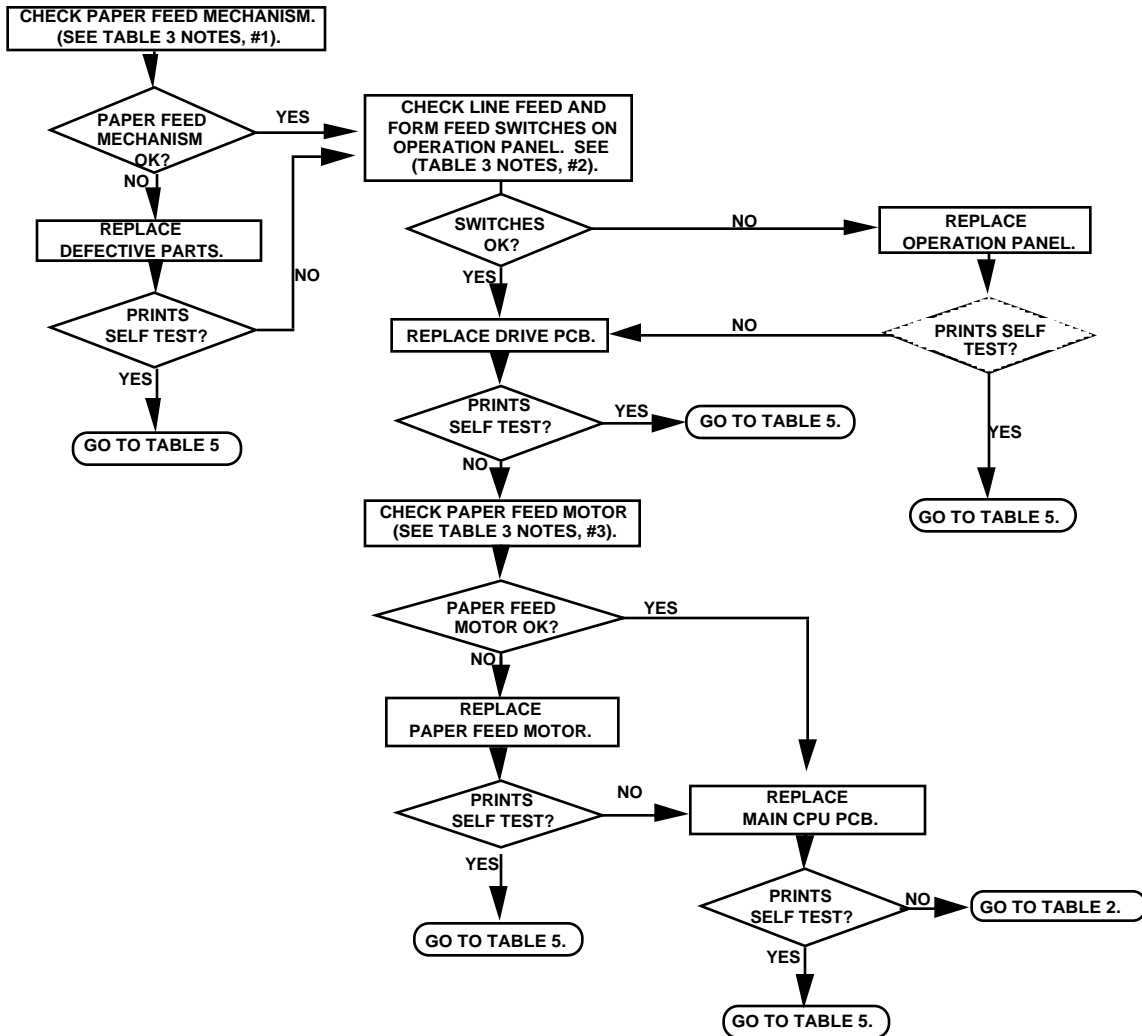 CHECK PAPER FEED MECHANISM.
(SEE TABLE 3 NOTES, #1).
PAPER FEED
MECHANISM
OK?
YES
NO
CHECK LINE FEED AND
FORM FEED SWITCHES ON
OPERATION PANEL. SEE
(TABLE 3 NOTES, #2).
REPLACE
DEFECTIVE PARTS.
NO
PRINTS
SELF TEST?
YES
GO TO TABLE 5
SWITCHES
OK?
NO
YES
REPLACE
OPERATION PANEL.
REPLACE DRIVE PCB.
NO
PRINTS SELF
TEST?
YES
GO TO TABLE 5.
PRINTS
SELF TEST?
YES
GO TO TABLE 5.
NO
CHECK PAPER FEED MOTOR
(SEE TABLE 3 NOTES, #3).
PAPER FEED
MOTOR OK?
YES
NO
REPLACE
PAPER FEED MOTOR.
PRINTS
SELF TEST?
NO
YES
GO TO TABLE 5.
REPLACE
MAIN CPU PCB.
PRINTS
SELF TEST?
NO
GO TO TABLE 2.
YES
GO TO TABLE 5.